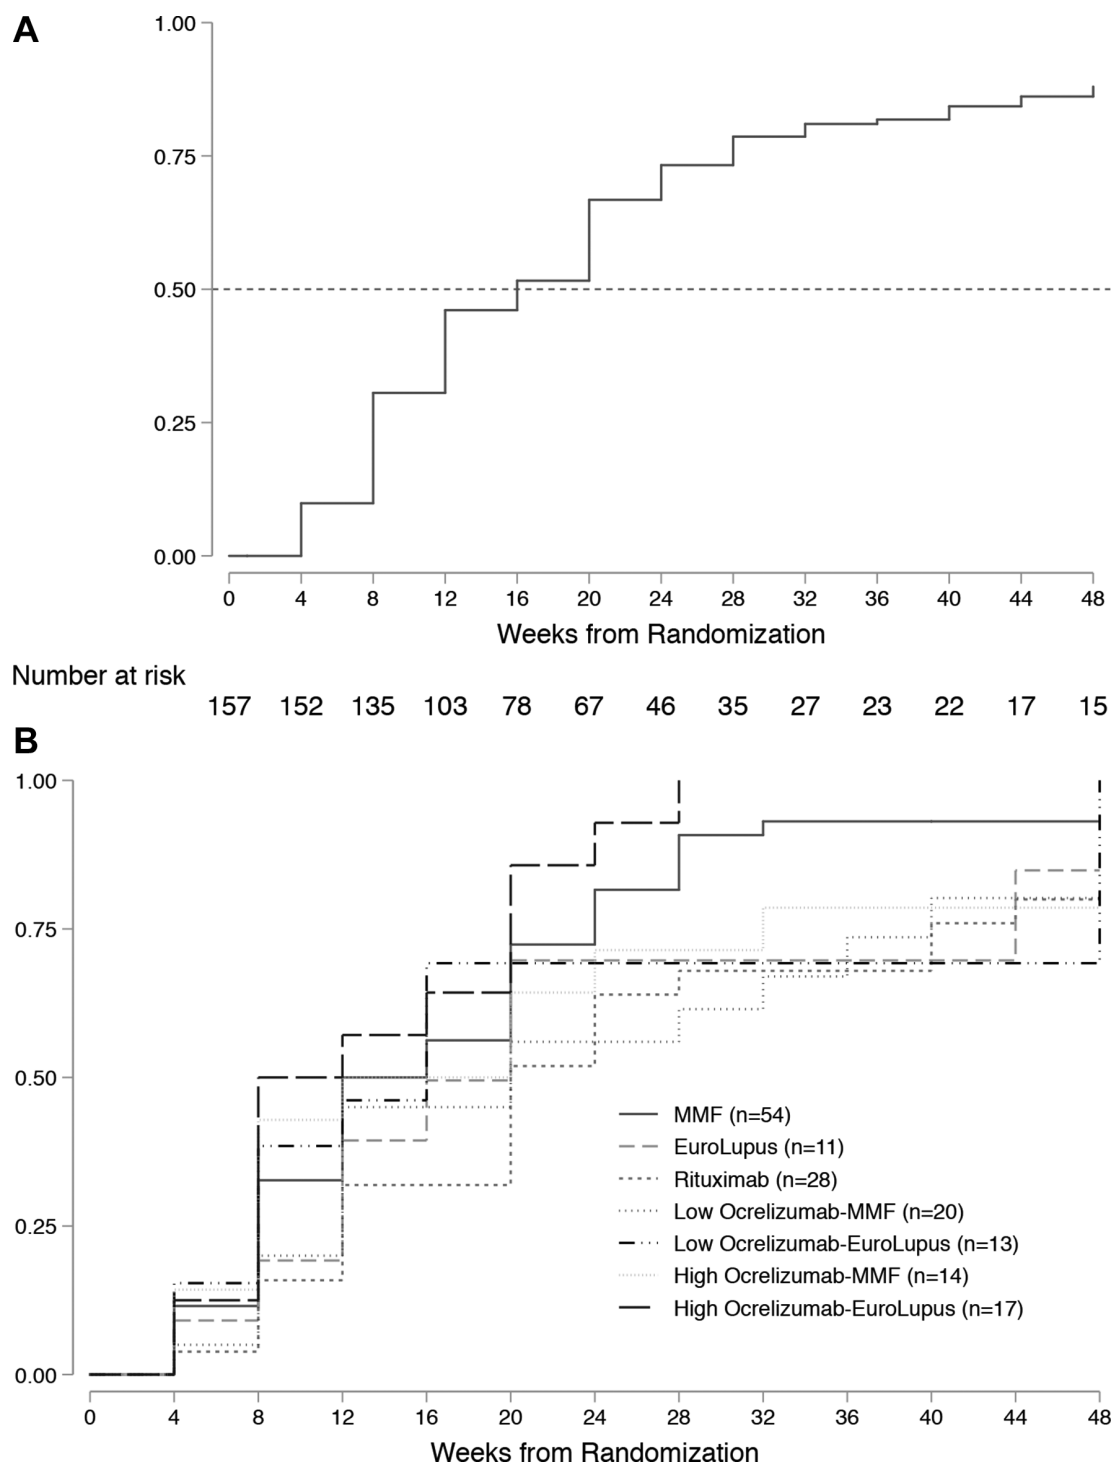 A
1.00
0.75
0.50
0.25
0.00
0 4 8 12 16 20 24 28 32 36 40 44 48
Weeks from Randomization
Number at risk
157 152 135 103 78 67 46 35 27 23 22 17 15
B
1.00
0.75
0.50
0.25
0.00
MMF (n=54)
EuroLupus (n=11)
Rituximab (n=28)
Low Ocrelizumab-MMF (n=20)
Low Ocrelizumab-EuroLupus (n=13)
High Ocrelizumab-MMF (n=14)
High Ocrelizumab-EuroLupus (n=17)
0 4 8 12 16 20 24 28 32 36 40 44 48
Weeks from Randomization